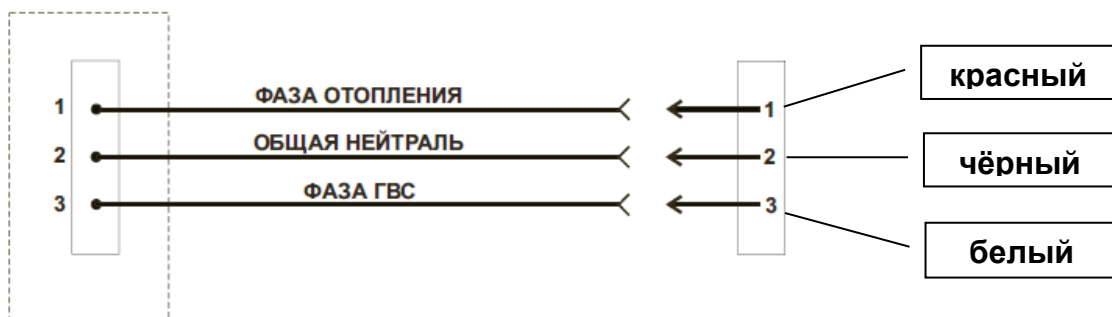 1 ФАЗА ОТОПЛЕНИЯ 1 красный
2 ОБЩАЯ НЕЙТРАЛЬ 2 чёрный
3 ФАЗА ГВС 3 белый